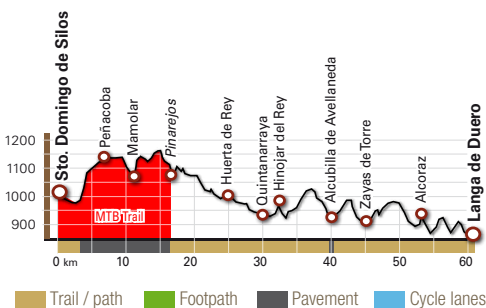 Sto. Domingo de Silos
Peñacoba
Mamolar
Pinarejos
Huerta de Rey
Quintanarraya
Hinojar del Rey
Alcubilla de Avellaneda
Zayas de Torre
Alcoraz
Langa de Duero
1200
1100
1000
900
MTB Trail
0 km 10 20 30 40 50 60
Trail / path Footpath Pavement Cycle lanes